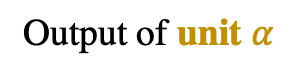 Output of unit α